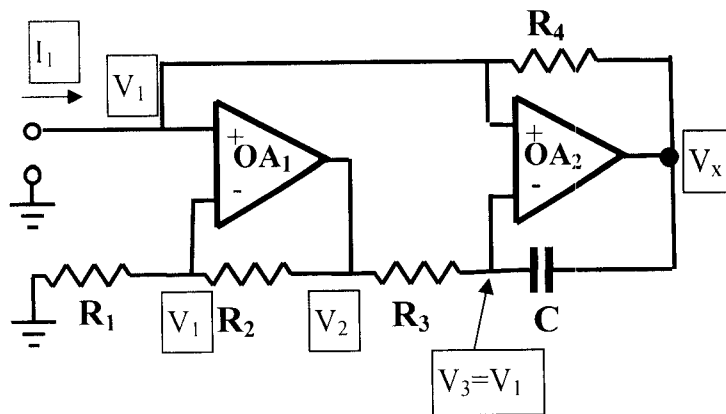 I₁
V₁
R₄
+
OA₁
-
+
OA₂
-
Vₓ
R₁
V₁
R₂
V₂
R₃
C
V₃=V₁